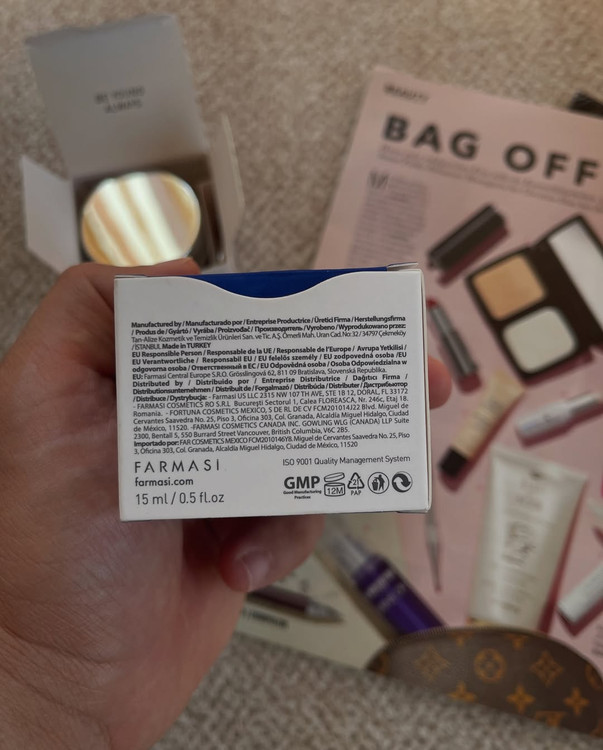 BE YOURS
ALWAYS
BEAUTY
BAG OFF
Manufactured by / Manufacturado por / Entreprise Productrice / Üretici Firma / Herstellungsfirma
/ Produs de / Gyártó / Výroba / Proizvođač / Производитель / Vyrobeno / Wyprodukowano przez:
Tan-Alize Kozmetik ve Temizlik Ürünleri San. ve Tic. A.Ş. Ömerli Mah. Uran Cad. No:32 / 34797 Çekmeköy
/İSTANBUL Made in TURKEY
EU Responsible Person / Responsable de la UE / Responsable de l'Europe / Avrupa Yetkilisi /
EU Verantwortliche / Responsabil EU / EU felelős személy / EU zodpovedná osoba /EU
odgovorna osoba / Ответственный в ЕС / EU Odpovědná osoba / Osoba Odpowiedzialna w
EU: Farmasi Central Europe S.R.O. Grösslingová 62, 811 09 Bratislava, Slovenská Republika.
Distributed by / Distribuido por / Entreprise Distributrice / Dağıtıcı Firma /
Distributionsunternehmen / Distribuit de / Forgalmazó / Distribúcia / Distributer / Дистрибьютор
/ Distribuce / Dystrybucja: - Farmasi US LLC 2315 NW 107 TH AVE, STE 1B 12, DORAL, FL 33172
- FARMASI COSMETICS RO S.R.L. București Sectorul 1, Calea FLOREASCA, Nr. 246c, Etaj 18.
Romania. - FORTUNA COSMETICS MEXICO, S DE RL DE CV FCM201014J22 Blvd. Miguel de
Cervantes Saavedra No. 25, Piso 3, Oficina 303, Col. Granada, Alcaldía Miguel Hidalgo, Ciudad
de México, 11520. -FARMASI COSMETICS CANADA INC. GOWLING WLG (CANADA) LLP Suite
2300, Bentall 5, 550 Burrard Street Vancouver, British Columbia, V6C 2B5.
Importado por: FAR COSMETICS MEXICO FCM2010146Y8. Miguel de Cervantes Saavedra No. 25, Piso
3, Oficina 303, Col. Granada, Alcaldía Miguel Hidalgo, Ciudad de México, 11520
FARMASI
ISO 9001 Quality Management System
farmasi.com
GMP
Good Manufacturing
Practices
12M
21
PAP
15 ml / 0.5 fl.oz